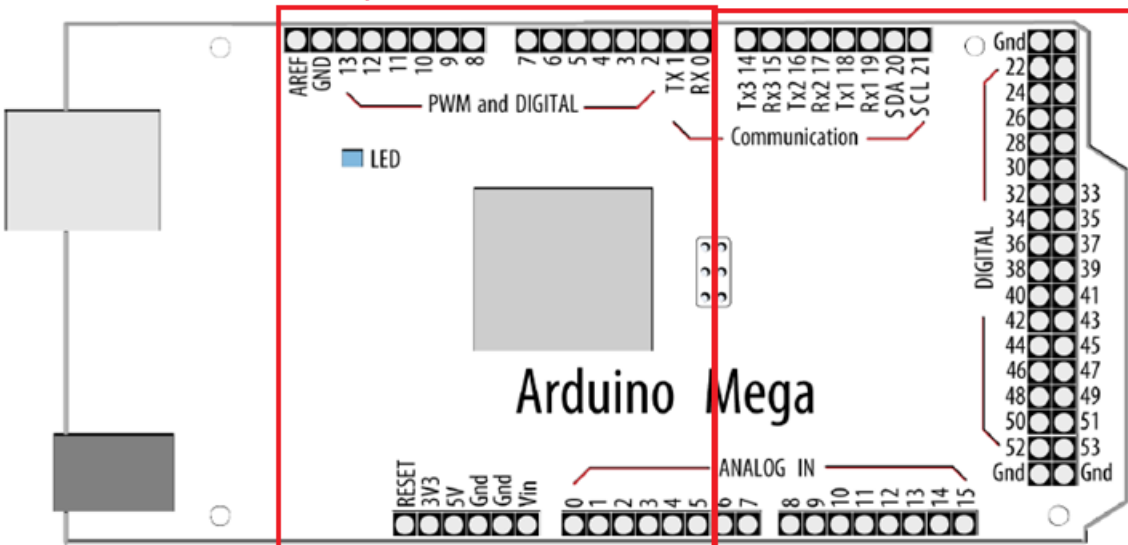 AREF GND 13 12 11 10 9 8 7 6 5 4 3 2 TX 1 RX 0 Tx3 14 Rx3 15 Tx2 16 Rx2 17 Tx1 18 Rx1 19 SDA 20 SCL 21
PWM and DIGITAL
Communication
LED
Gnd
22
24
26
28
30
32 33
34 35
36 37
38 39
40 41
42 43
44 45
46 47
48 49
50 51
52 53
Gnd Gnd
DIGITAL
Arduino Mega
ANALOG IN
RESET 3V3 5V Gnd Gnd Vin 0 1 2 3 4 5 6 7 8 9 10 11 12 13 14 15